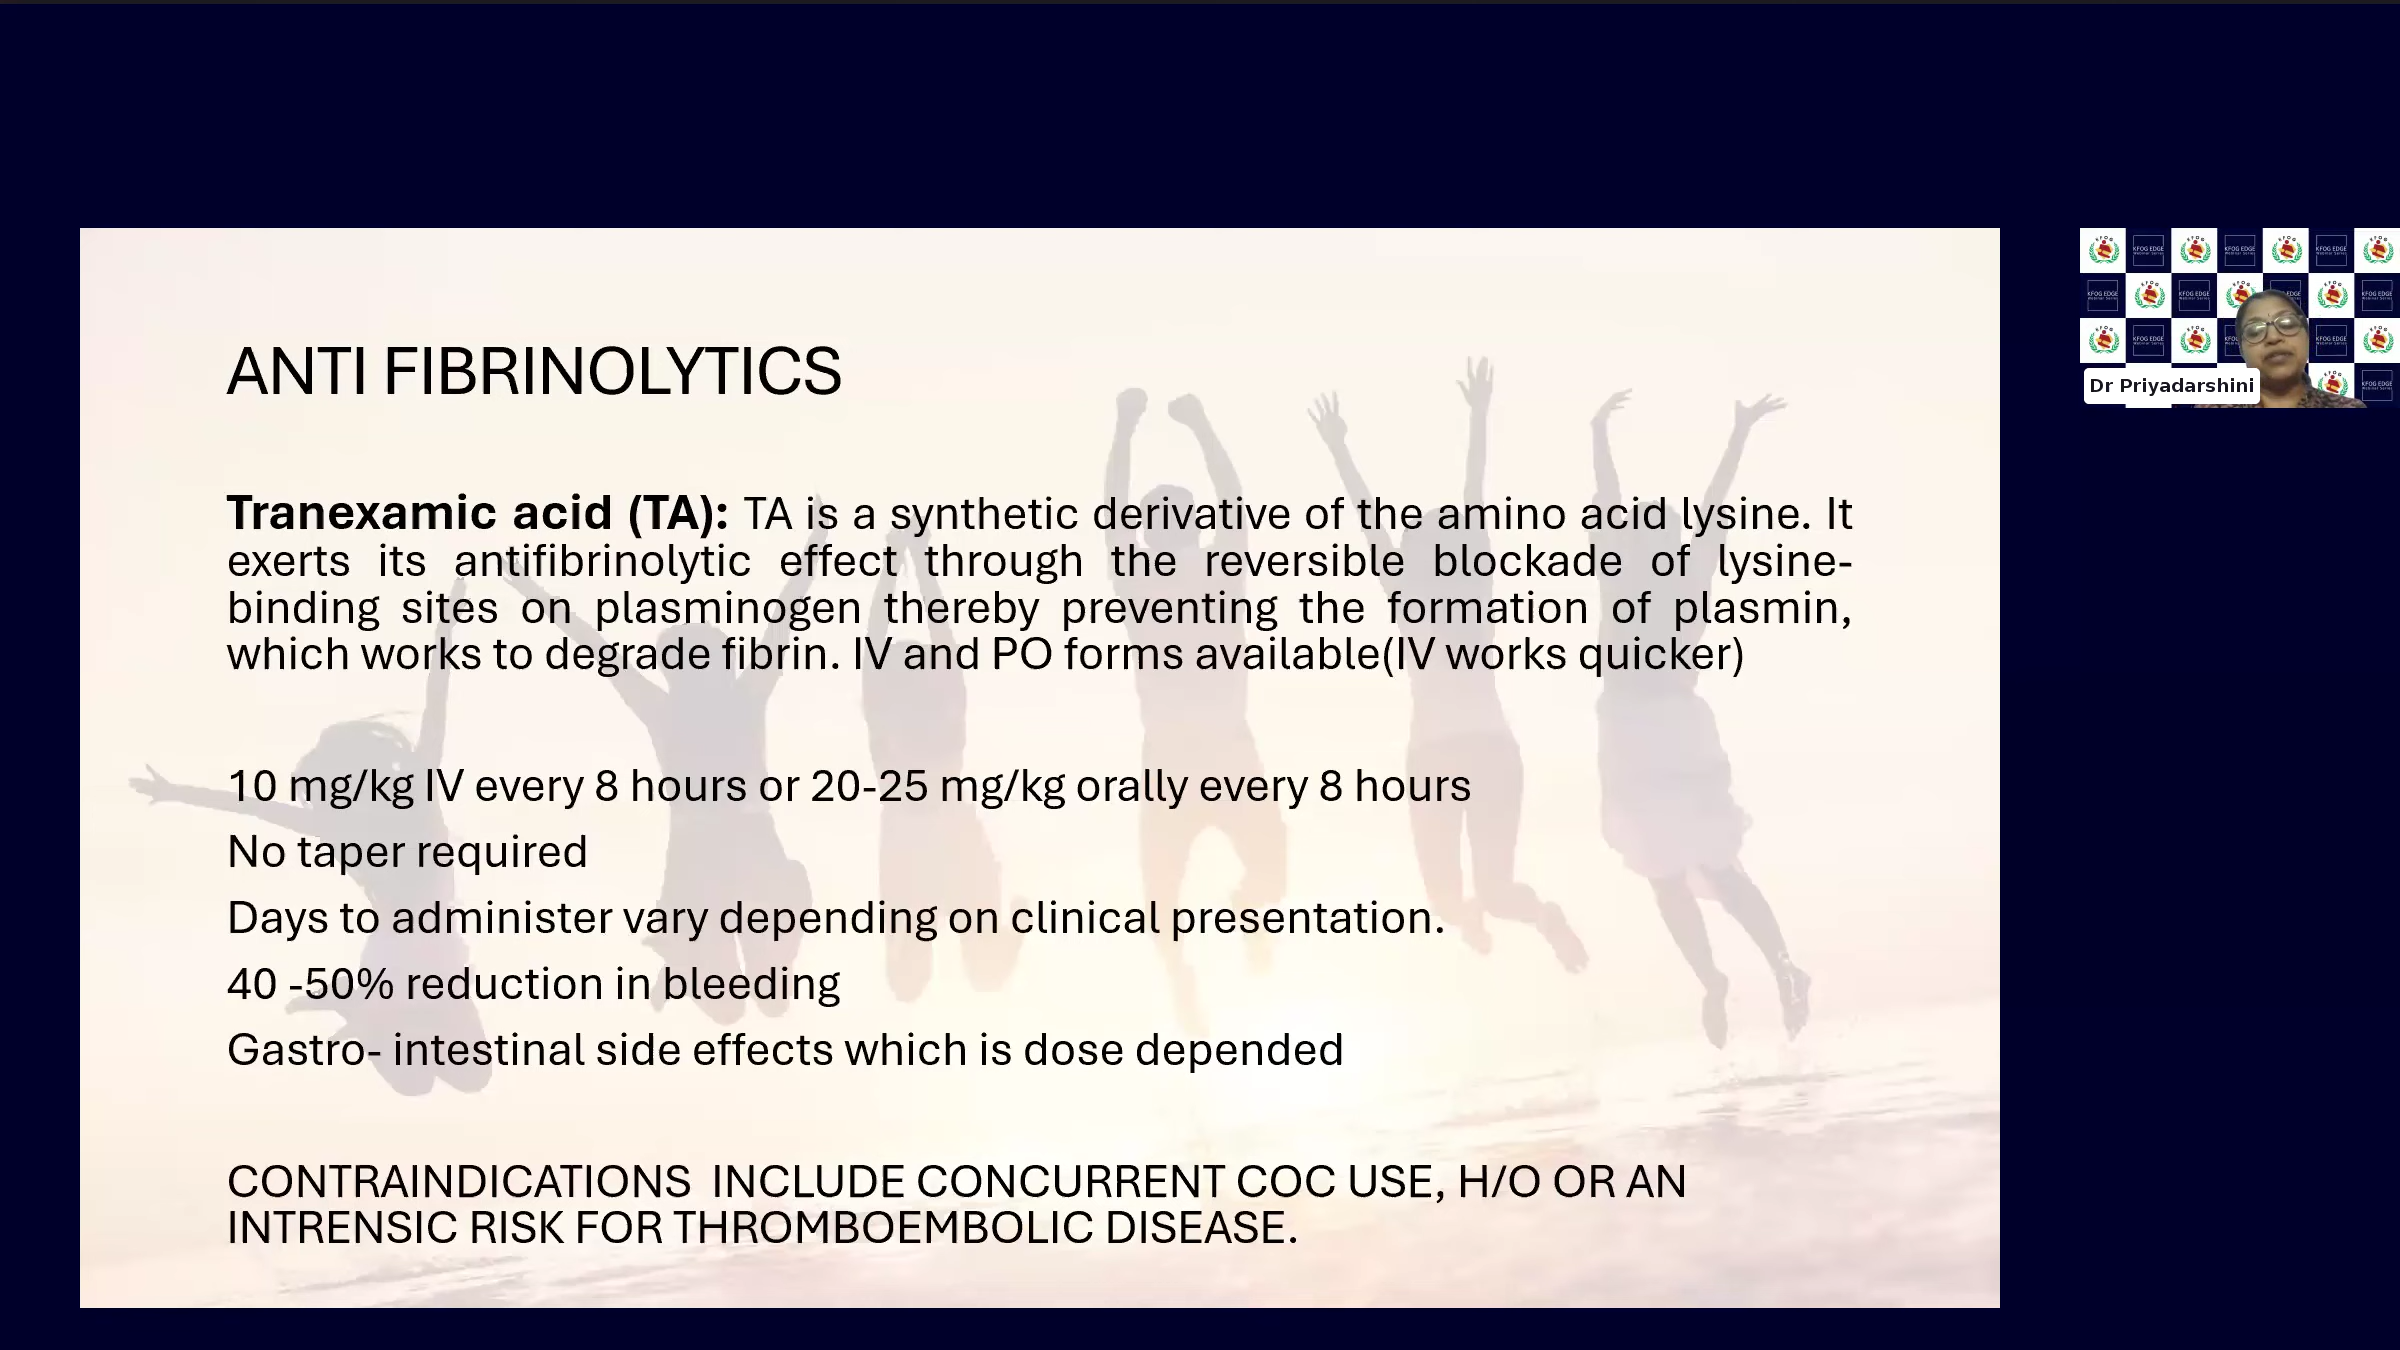 ANTI FIBRINOLYTICS
Tranexamic acid (TA): TA is a synthetic derivative of the amino acid lysine. It
exerts its antifibrinolytic effect through the reversible blockade of lysine-
binding sites on plasminogen thereby preventing the formation of plasmin,
which works to degrade fibrin. IV and PO forms available(IV works quicker)
10 mg/kg IV every 8 hours or 20-25 mg/kg orally every 8 hours
No taper required
Days to administer vary depending on clinical presentation.
40 -50% reduction in bleeding
Gastro- intestinal side effects which is dose depended
CONTRAINDICATIONS  INCLUDE CONCURRENT COC USE, H/O OR AN
INTRENSIC RISK FOR THROMBOEMBOLIC DISEASE.
KFOG EDGE
Webinar Series
Dr Priyadarshini